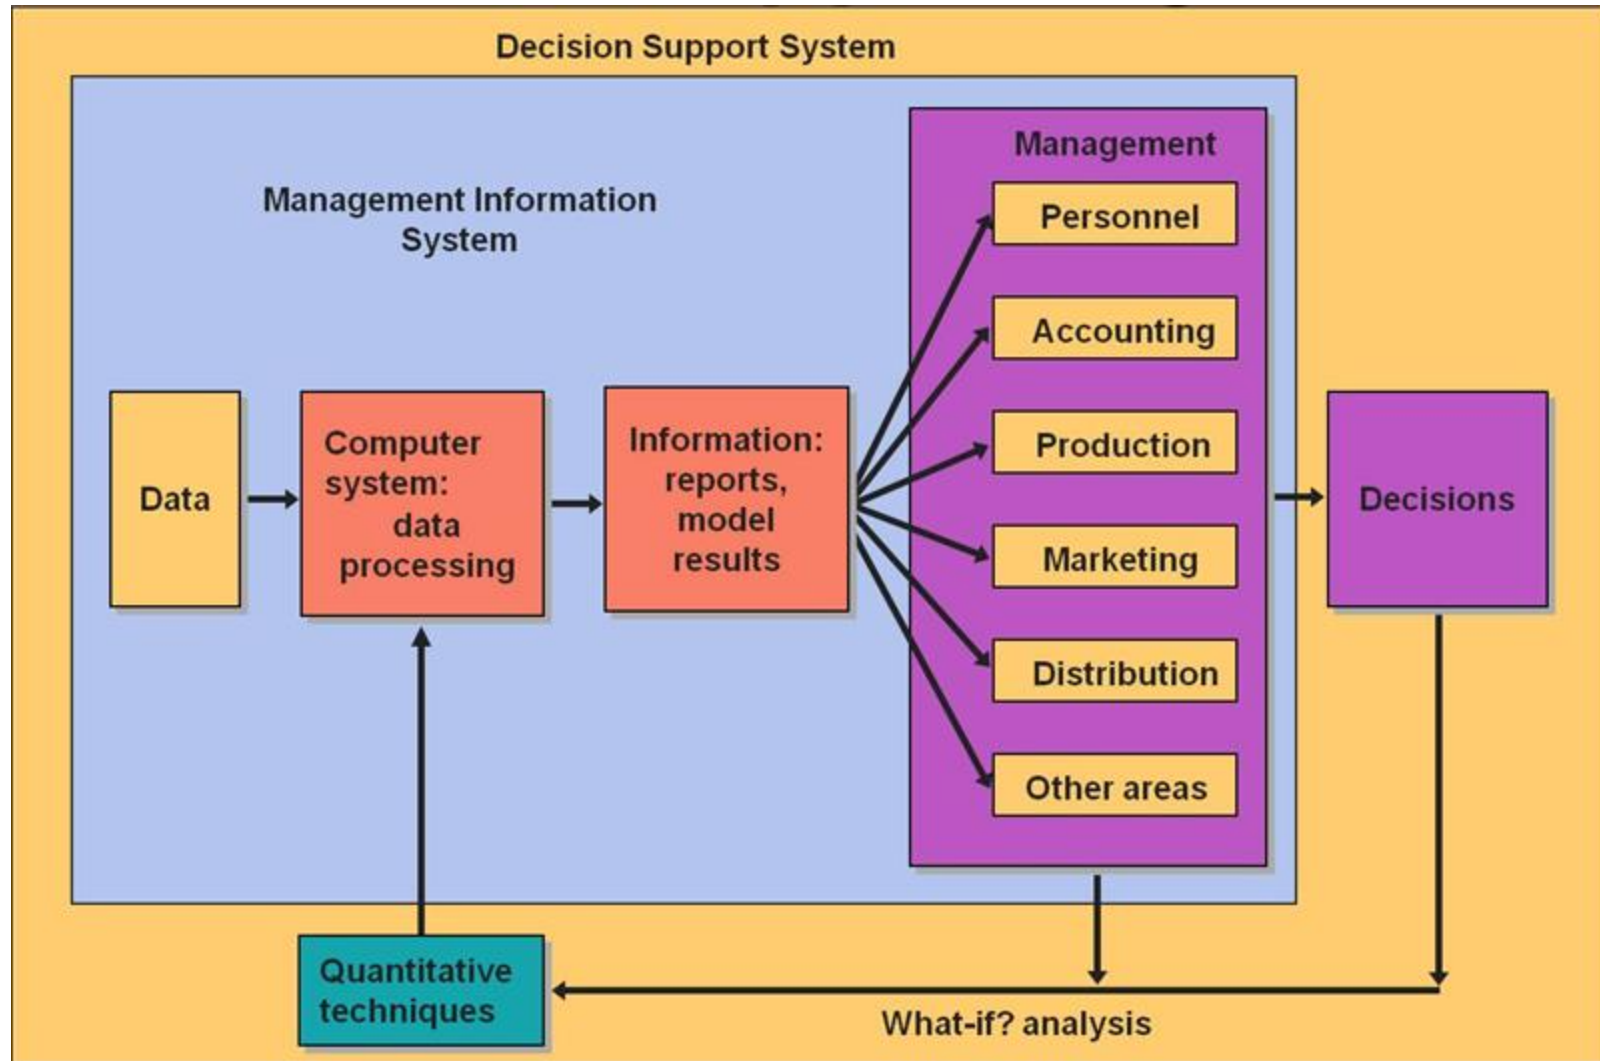 Decision Support System
Management Information
System
Management
Personnel
Accounting
Production
Marketing
Distribution
Other areas
Data
Computer
system:
data
processing
Information:
reports,
model
results
Decisions
Quantitative
techniques
What-if? analysis